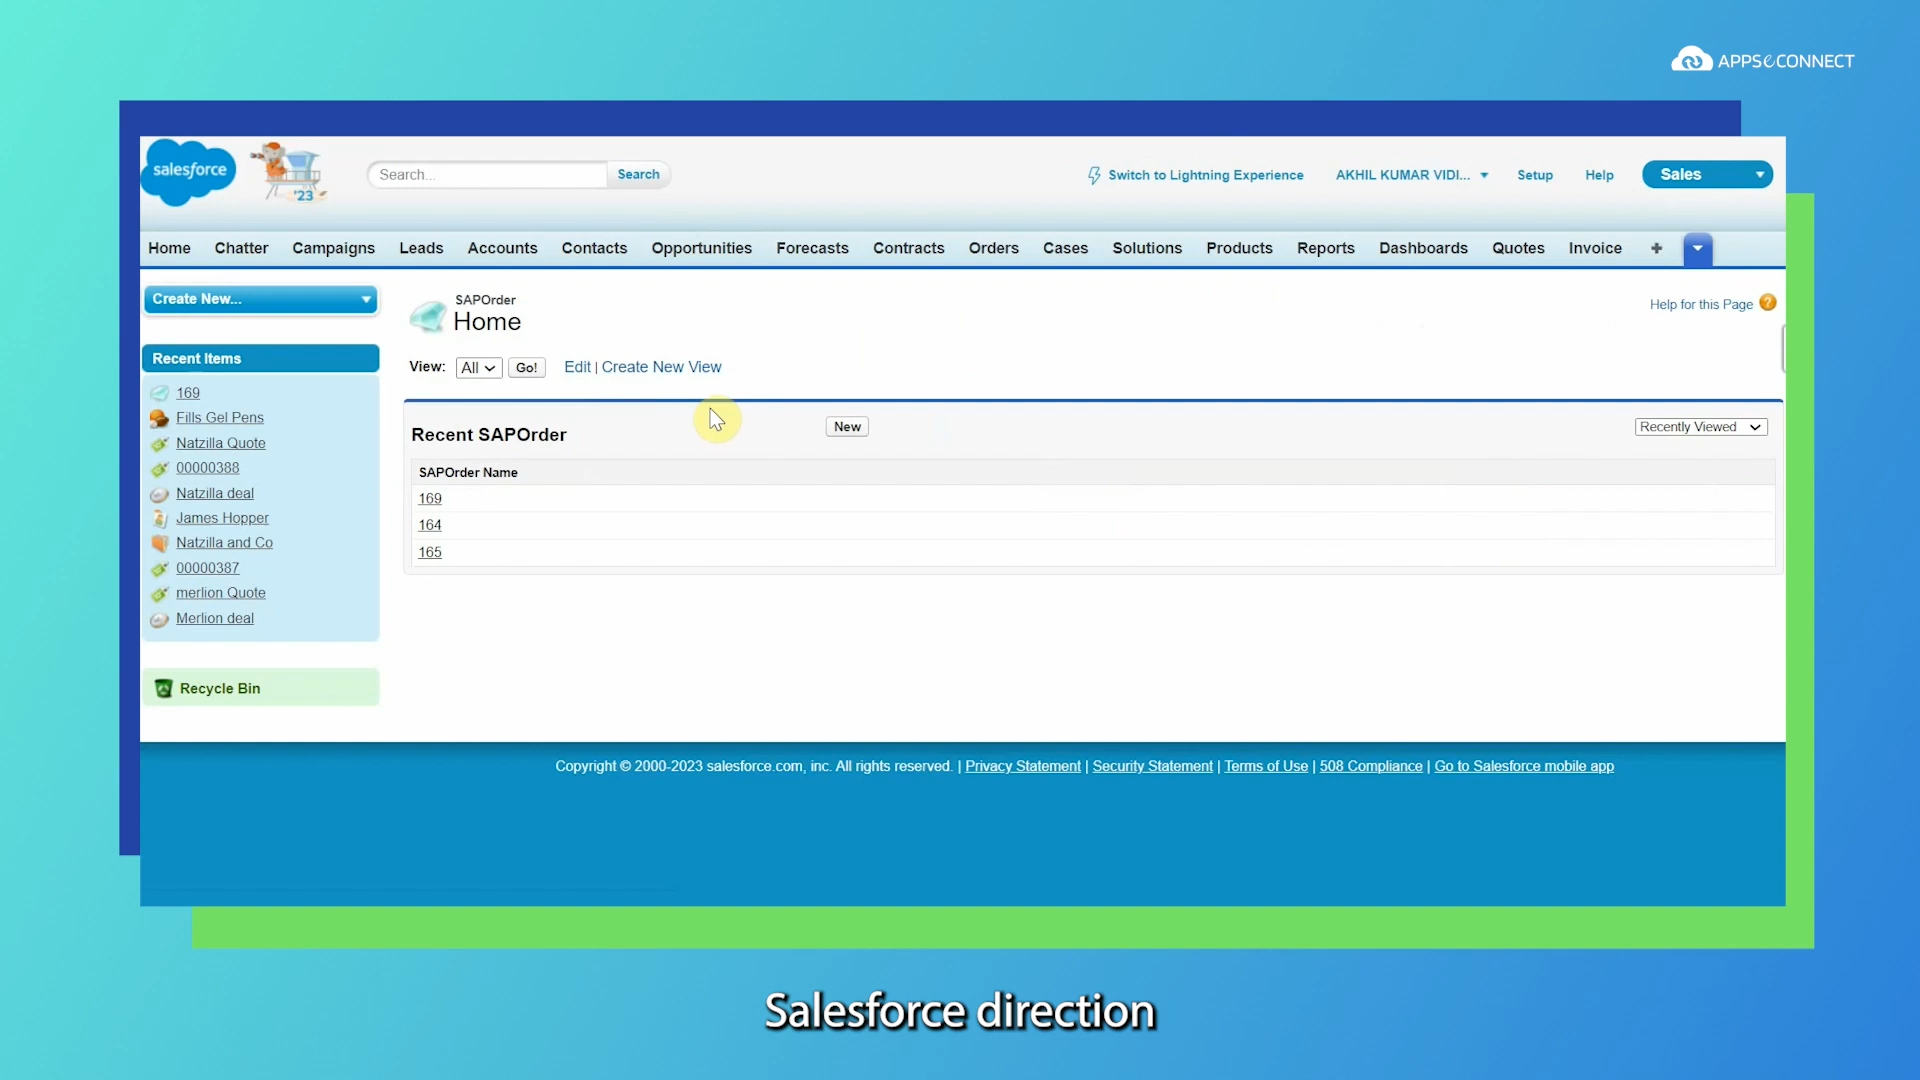 APPSeCONNECT
salesforce
'23
Search...
Search
Switch to Lightning Experience
AKHIL KUMAR VIDI...
Setup
Help
Sales
Home Chatter Campaigns Leads Accounts Contacts Opportunities Forecasts Contracts Orders Cases Solutions Products Reports Dashboards Quotes Invoice +
Create New...
SAPOrder
Home
Help for this Page ?
Recent Items
169
Fills Gel Pens
Natzilla Quote
00000388
Natzilla deal
James Hopper
Natzilla and Co
00000387
merlion Quote
Merlion deal
Recycle Bin
View: All Go! Edit | Create New View
Recent SAPOrder
New
Recently Viewed
SAPOrder Name
169
164
165
Copyright © 2000-2023 salesforce.com, inc. All rights reserved. | Privacy Statement | Security Statement | Terms of Use | 508 Compliance | Go to Salesforce mobile app
Salesforce direction